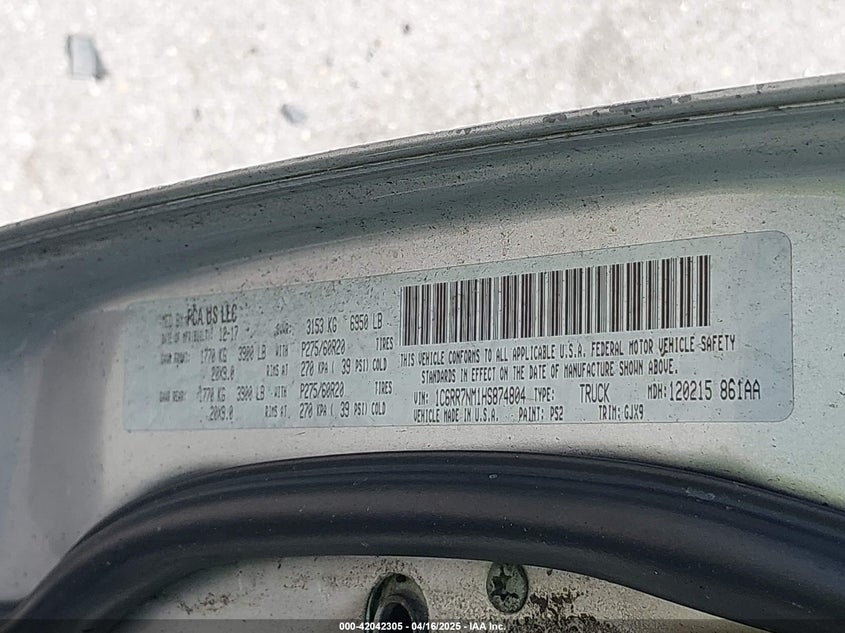 MFD BY FCA US LLC
DATE OF MFR(BUILT) 12-17 GVWR: 3153 KG 6950 LB
GAWR FRONT: 1770 KG 3900 LB WITH P275/60R20 TIRES
20X9.0 RIMS AT 270 KPA ( 39 PSI) COLD
GAWR REAR: 1770 KG 3900 LB WITH P275/60R20 TIRES
20X9.0 RIMS AT 270 KPA ( 39 PSI) COLD
THIS VEHICLE CONFORMS TO ALL APPLICABLE U.S.A. FEDERAL MOTOR VEHICLE SAFETY
STANDARDS IN EFFECT ON THE DATE OF MANUFACTURE SHOWN ABOVE.
VIN: 1C6RR7NM1HS874804 TYPE: TRUCK MDH: 120215 861AA
VEHICLE MADE IN U.S.A. PAINT: PS2 TRIM: GJX9
000-42042305 - 04/16/2025 - IAA Inc.